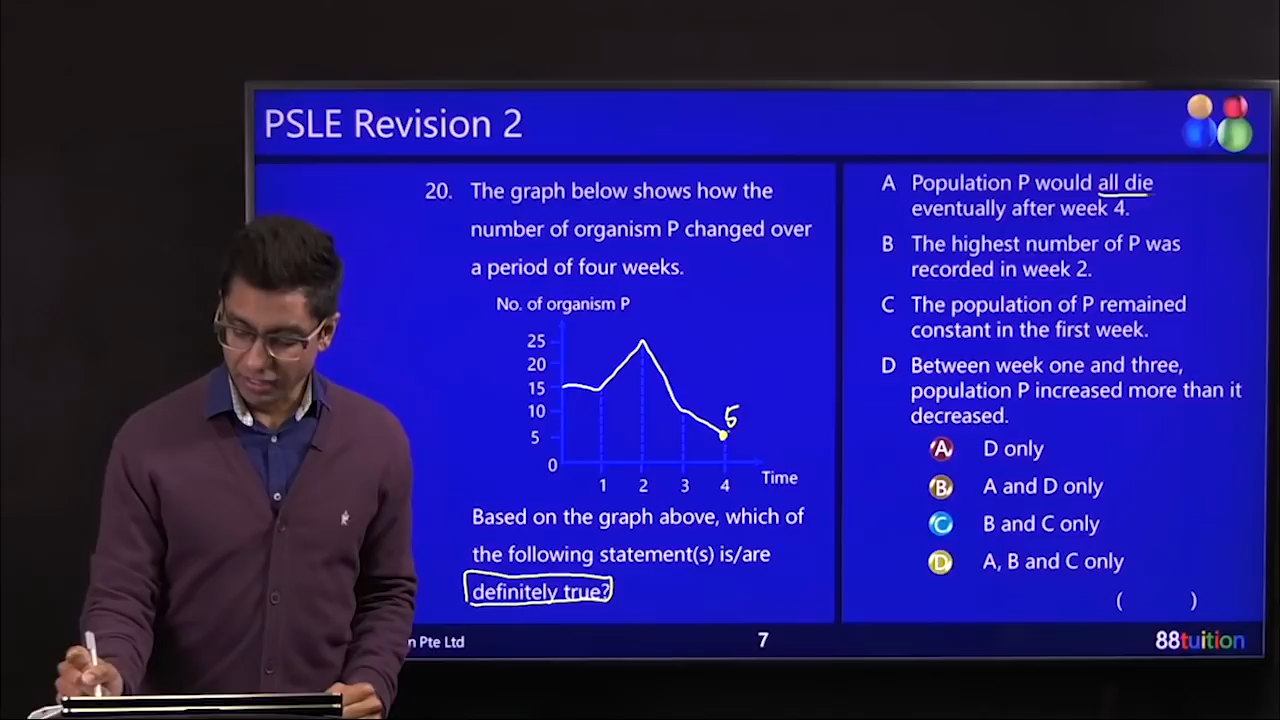 PSLE Revision 2
20. The graph below shows how the
number of organism P changed over
a period of four weeks.
No. of organism P
25
20
15
10
5
0
5
1 2 3 4 Time
Based on the graph above, which of
the following statement(s) is/are
definitely true?
A Population P would all die
eventually after week 4.
B The highest number of P was
recorded in week 2.
C The population of P remained
constant in the first week.
D Between week one and three,
population P increased more than it
decreased.
A D only
B A and D only
C B and C only
D A, B and C only
( )
n Pte Ltd
7
88tuition